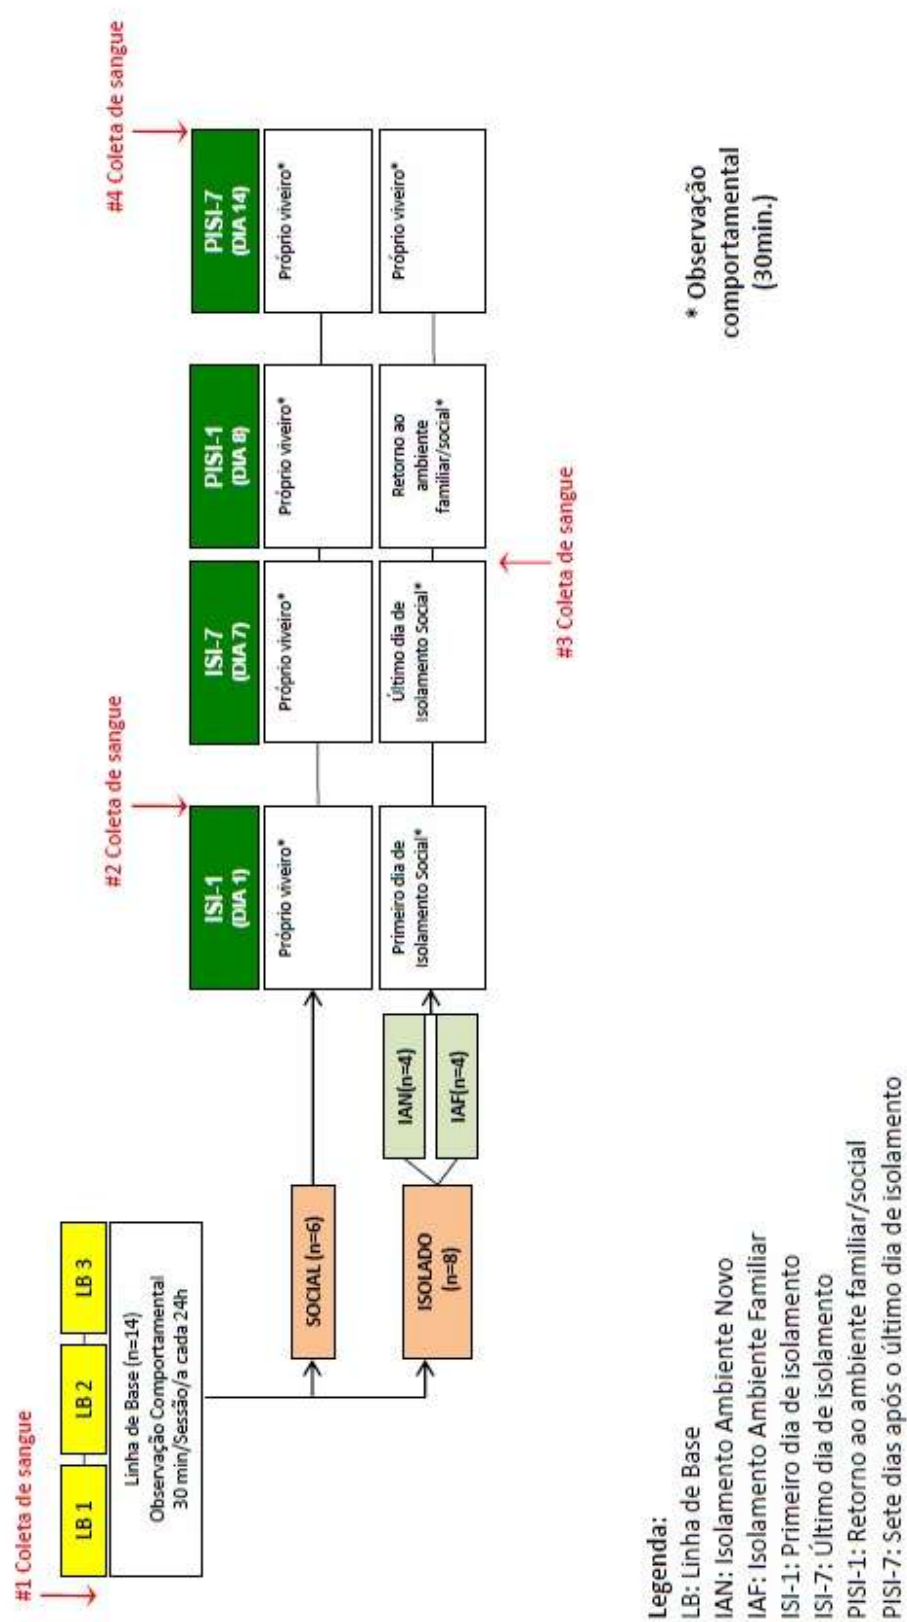 #1 Coleta de sangue
LB 1
LB 2
LB 3
Linha de Base (n=14)
Observação Comportamental
30 min/Sessão/a cada 24h
SOCIAL (n=6)
ISOLADO
(n=8)
IAN(n=4)
IAF(n=4)
#2 Coleta de sangue
ISI-1
(DIA 1)
Próprio viveiro*
Primeiro dia de
Isolamento Social*
ISI-7
(DIA 7)
Próprio viveiro*
Último dia de
Isolamento Social*
#3 Coleta de sangue
PISI-1
(DIA 8)
Próprio viveiro*
Retorno ao
ambiente
familiar/social*
#4 Coleta de sangue
PISI-7
(DIA 14)
Próprio viveiro*
Próprio viveiro*
* Observação
comportamental
(30min.)
Legenda:
LB: Linha de Base
IAN: Isolamento Ambiente Novo
IAF: Isolamento Ambiente Familiar
ISI-1: Primeiro dia de isolamento
ISI-7: Último dia de isolamento
PISI-1: Retorno ao ambiente familiar/social
PISI-7: Sete dias após o último dia de isolamento